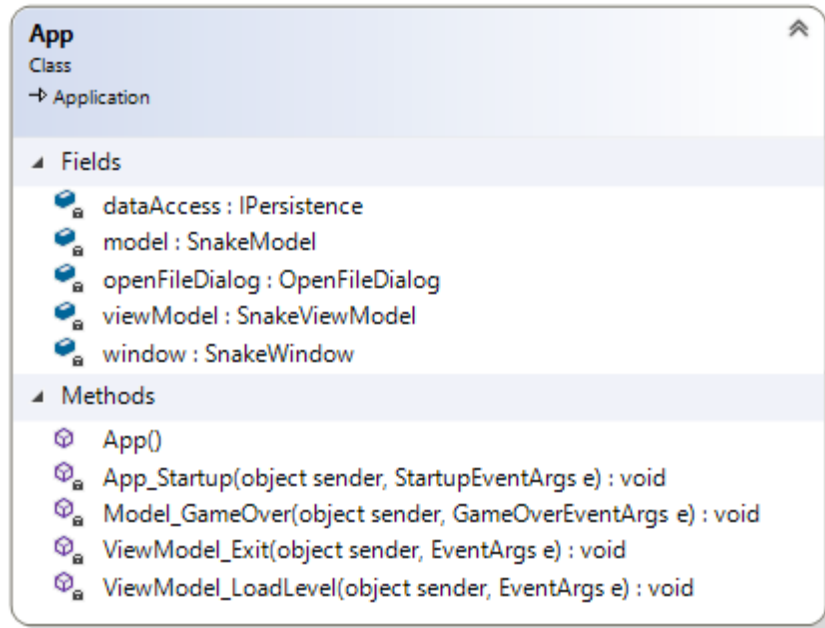 App
Class
Application
Fields
dataAccess : IPersistence
model : SnakeModel
openFileDialog : OpenFileDialog
viewModel : SnakeViewModel
window : SnakeWindow
Methods
App()
App_Startup(object sender, StartupEventArgs e) : void
Model_GameOver(object sender, GameOverEventArgs e) : void
ViewModel_Exit(object sender, EventArgs e) : void
ViewModel_LoadLevel(object sender, EventArgs e) : void